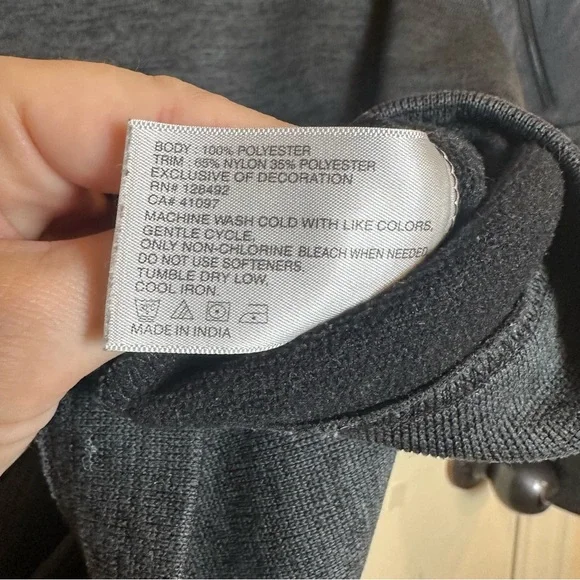 BODY : 100% POLYESTER
TRIM : 65% NYLON 35% POLYESTER
EXCLUSIVE OF DECORATION
RN# 128492
CA# 41097
MACHINE WASH COLD WITH LIKE COLORS,
GENTLE CYCLE,
ONLY NON-CHLORINE BLEACH WHEN NEEDED
DO NOT USE SOFTENERS,
TUMBLE DRY LOW,
COOL IRON,
MADE IN INDIA